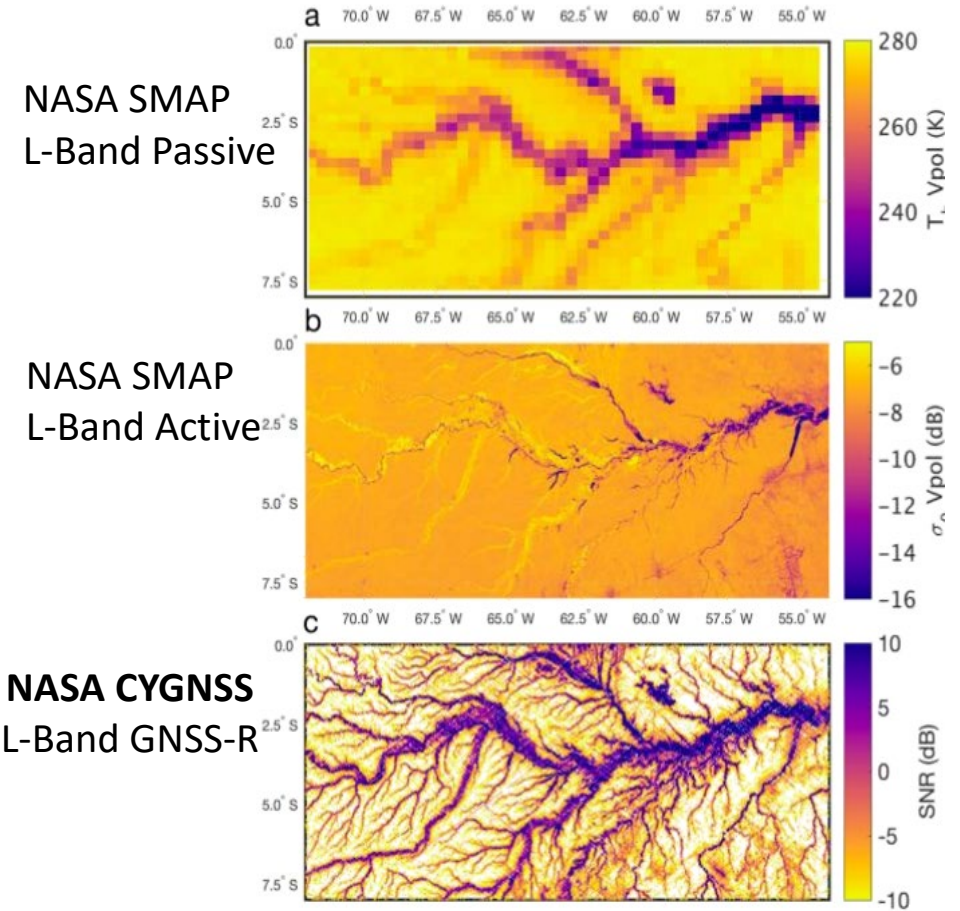 a
70.0° W 67.5° W 65.0° W 62.5° W 60.0° W 57.5° W 55.0° W
0.0°
2.5° S
5.0° S
7.5° S
NASA SMAP
L-Band Passive
280
260
240
220
Vpol (K)
b
70.0° W 67.5° W 65.0° W 62.5° W 60.0° W 57.5° W 55.0° W
0.0°
2.5° S
5.0° S
7.5° S
NASA SMAP
L-Band Active
−6
−8
−10
−12
−14
−16
Vpol (dB)
c
70.0° W 67.5° W 65.0° W 62.5° W 60.0° W 57.5° W 55.0° W
0.0°
2.5° S
5.0° S
7.5° S
NASA CYGNSS
L-Band GNSS-R
10
5
0
-5
-10
SNR (dB)